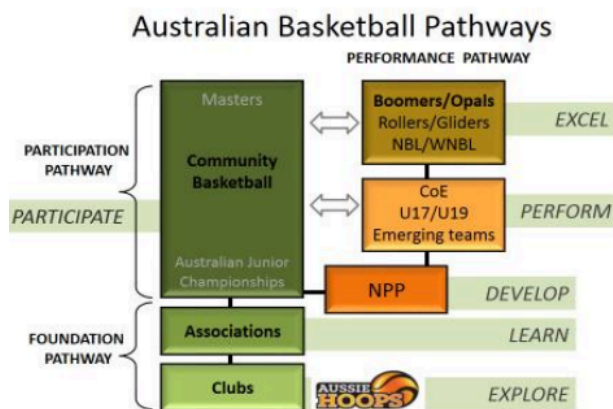 Australian Basketball Pathways
PERFORMANCE PATHWAY
Masters
Community
Basketball
Australian Junior
Championships
Boomers/Opals
Rollers/Gliders
NBL/WNBL
EXCEL
PARTICIPATION
PATHWAY
PARTICIPATE
CoE
U17/U19
Emerging teams
PERFORM
NPP
DEVELOP
FOUNDATION
PATHWAY
Associations
LEARN
Clubs
AUSSIE
HOOPS
EXPLORE